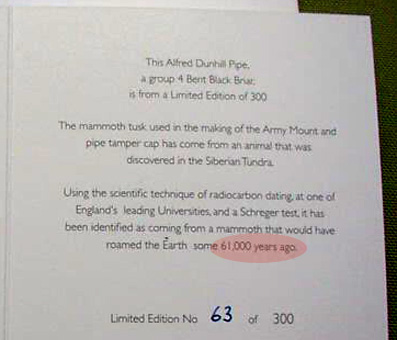 This Alfred Dunhill Pipe,
a group 4 Bent Black Briar,
is from a Limited Edition of 300
The mammoth tusk used in the making of the Army Mount and
pipe tamper cap has come from an animal that was
discovered in the Siberian Tundra.
Using the scientific technique of radiocarbon dating, at one of
England's leading Universities, and a Schreger test, it has
been identified as coming from a mammoth that would have
roamed the Earth some 61,000 years ago.
Limited Edition No 63 of 300